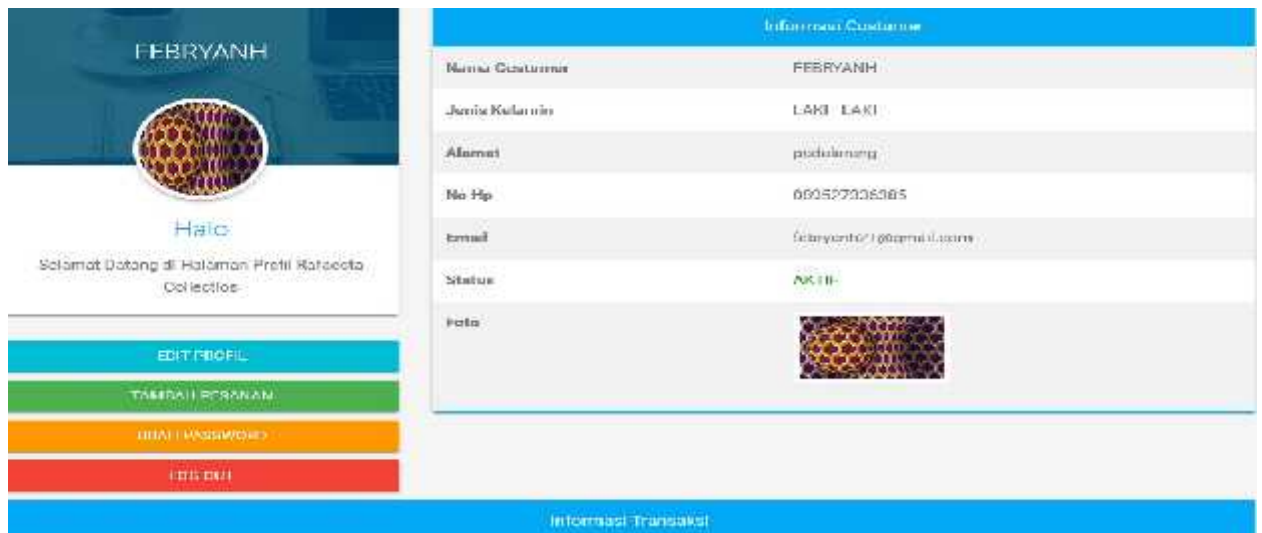 FEBRYANH
Halo
Selamat Datang di Halaman Profil
EDIT PROFIL
TAMBAH PESANAN
UBAH PASSWORD
LOG OUT
Informasi Customer
Nama Customer FEBRYANH
Jenis Kelamin LAKI - LAKI
Alamat
No Hp
Email
Status AKTIF
Foto
Informasi Transaksi